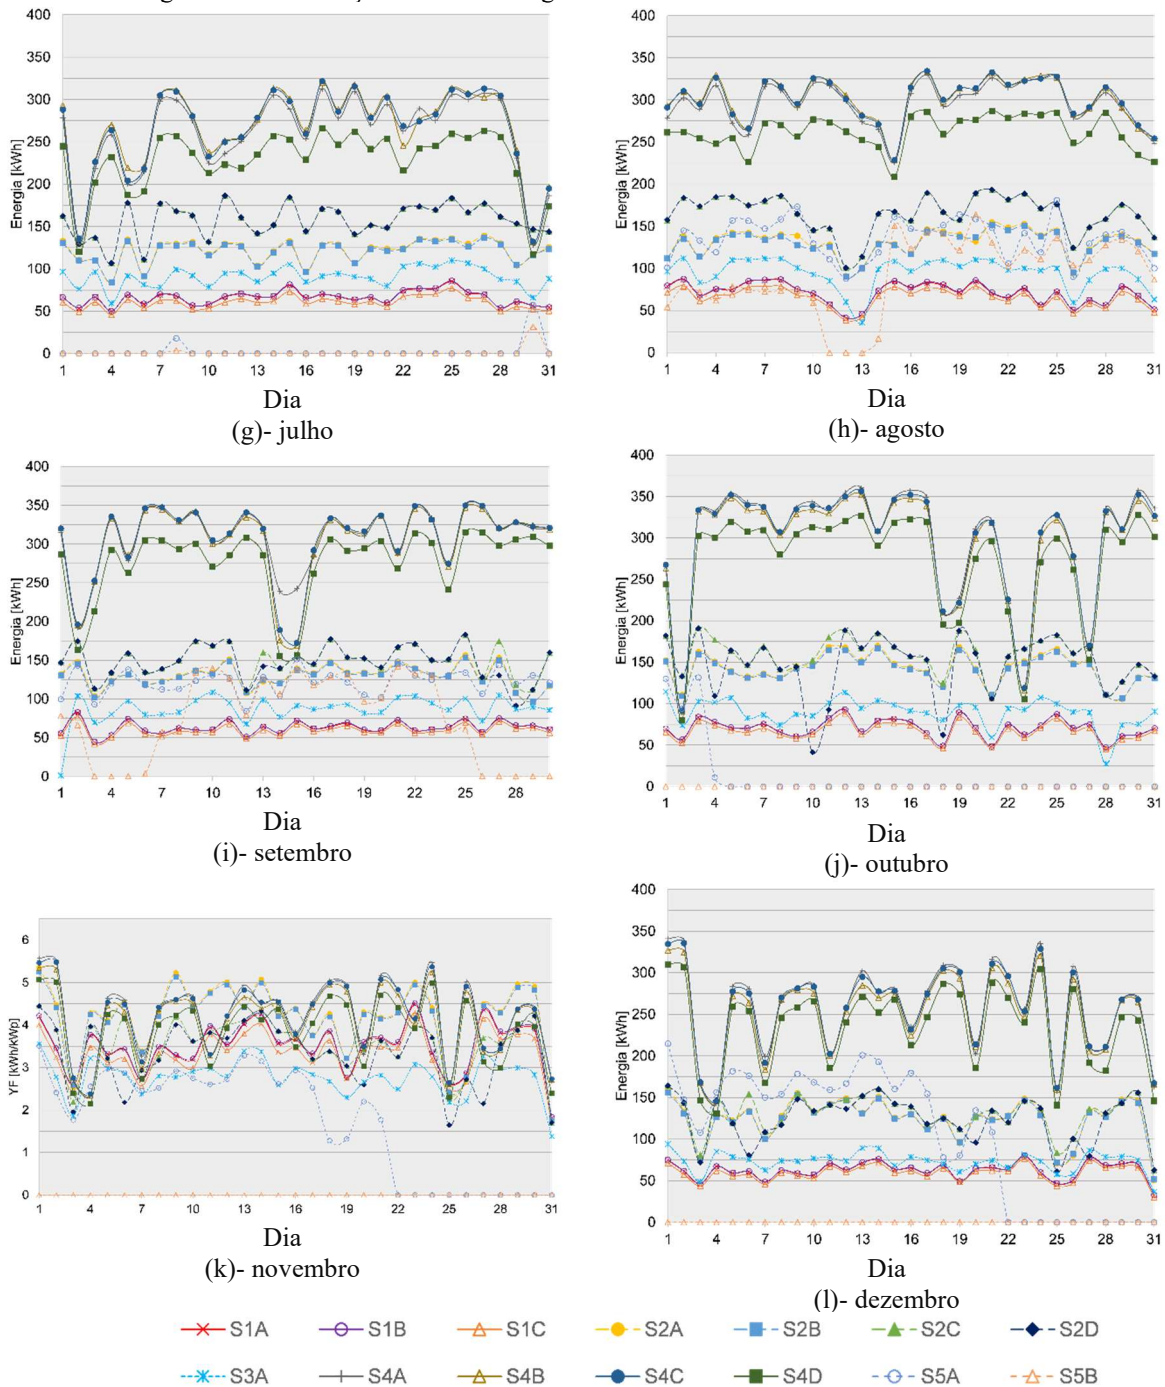 400
350
300
250
200
150
100
50
0
Energia [kWh]
1 4 7 10 13 16 19 22 25 28 31
Dia
(g)- julho
400
350
300
250
200
150
100
50
0
Energia [kWh]
1 4 7 10 13 16 19 22 25 28 31
Dia
(h)- agosto
400
350
300
250
200
150
100
50
0
Energia [kWh]
1 4 7 10 13 16 19 22 25 28
Dia
(i)- setembro
400
350
300
250
200
150
100
50
0
Energia [kWh]
1 4 7 10 13 16 19 22 25 28 31
Dia
(j)- outubro
6
5
4
3
2
1
0
YF [kWh/kWp]
1 4 7 10 13 16 19 22 25 28 31
Dia
(k)- novembro
400
350
300
250
200
150
100
50
0
Energia [kWh]
1 4 7 10 13 16 19 22 25 28 31
Dia
(l)- dezembro
S1A S1B S1C S2A S2B S2C S2D
S3A S4A S4B S4C S4D S5A S5B